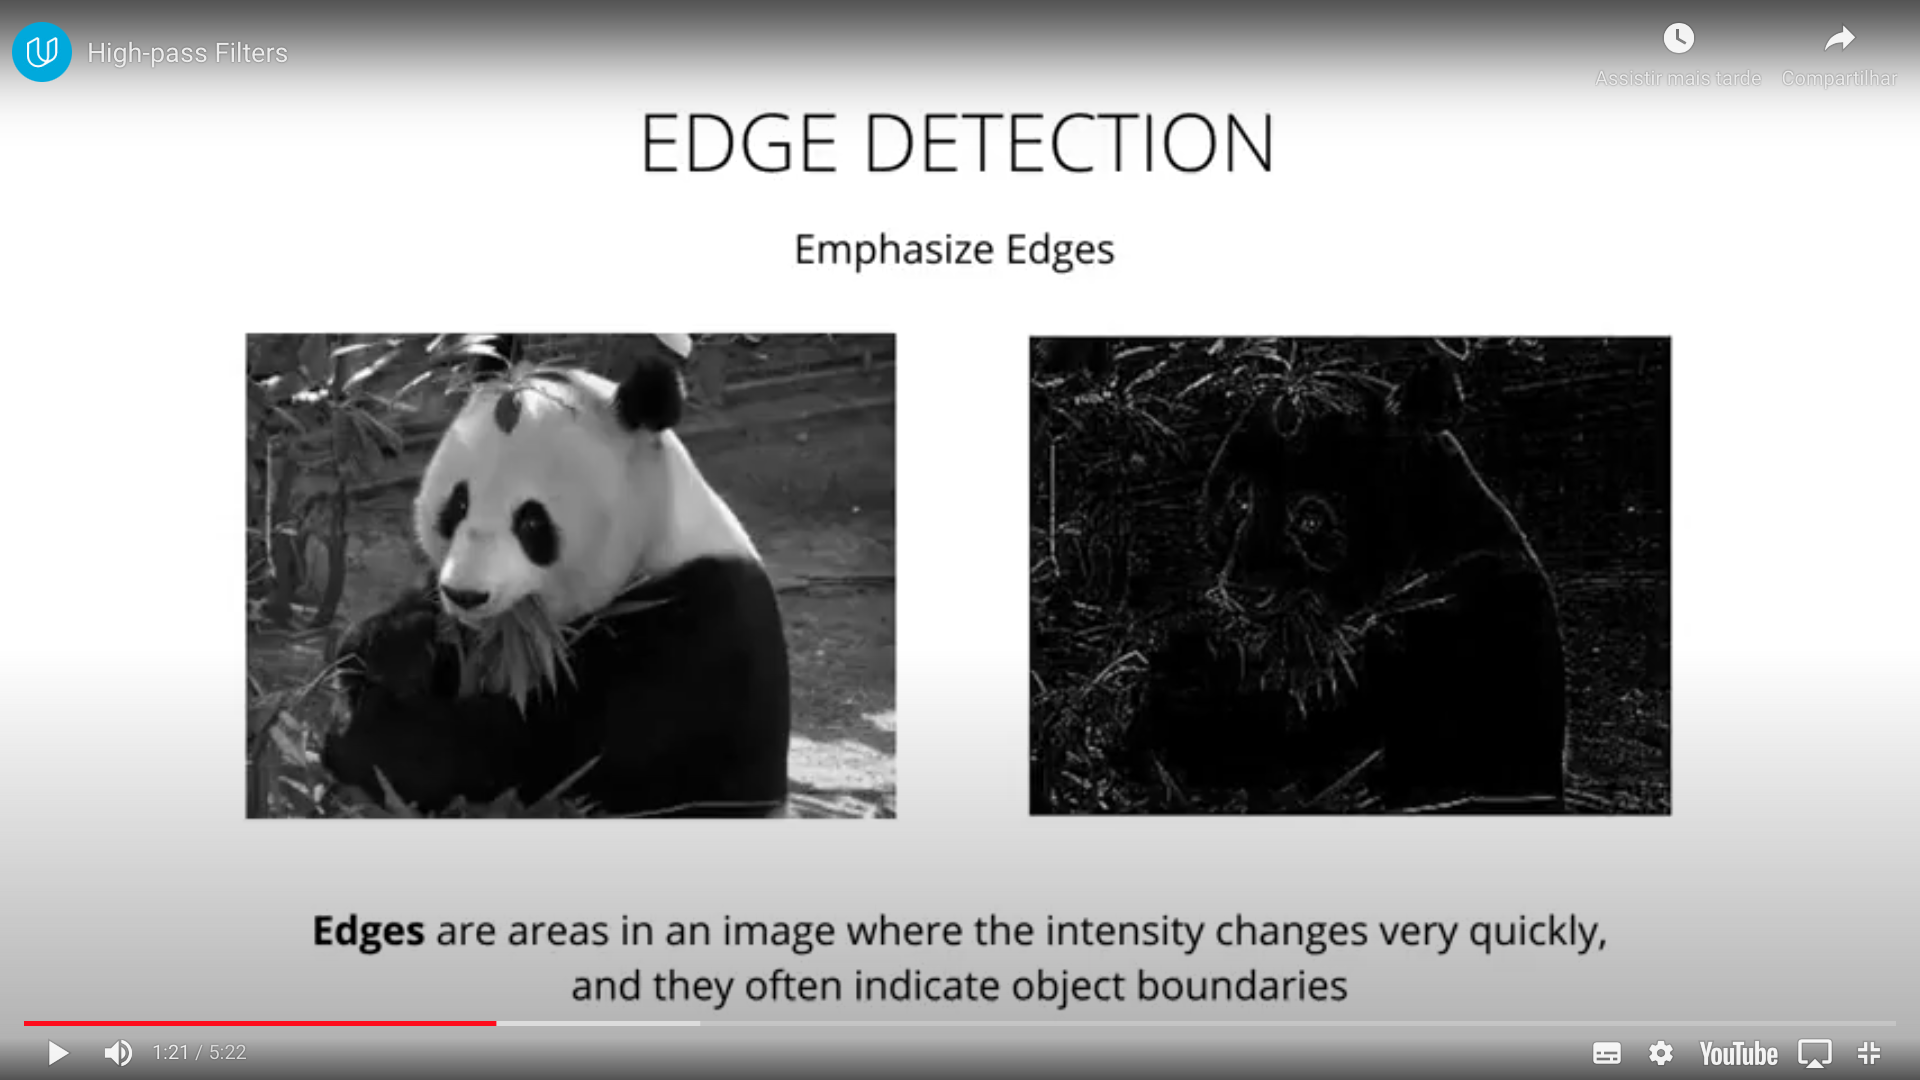 High-pass Filters
Assistir mais tarde
Compartilhar
EDGE DETECTION
Emphasize Edges
Edges are areas in an image where the intensity changes very quickly,
and they often indicate object boundaries
1:21 / 5:22
YouTube